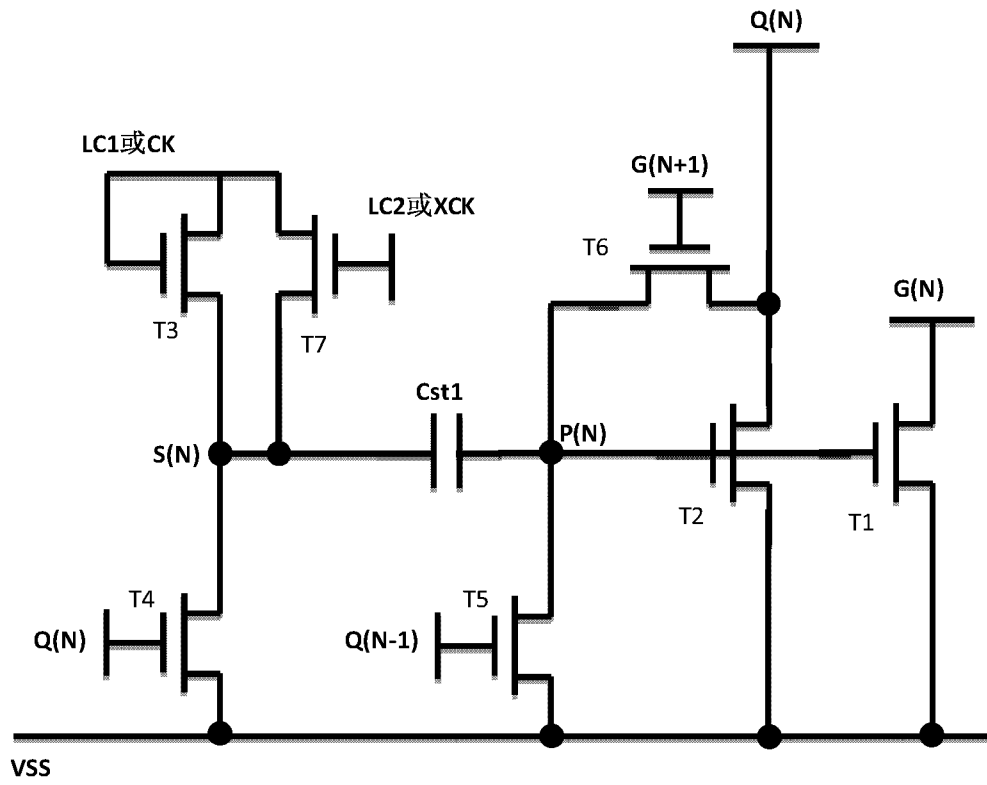 Q(N)
LC1或CK
G(N+1)
LC2或XCK
T6
G(N)
T3
T7
Cst1
P(N)
S(N)
T2
T1
T4
T5
Q(N)
Q(N-1)
VSS